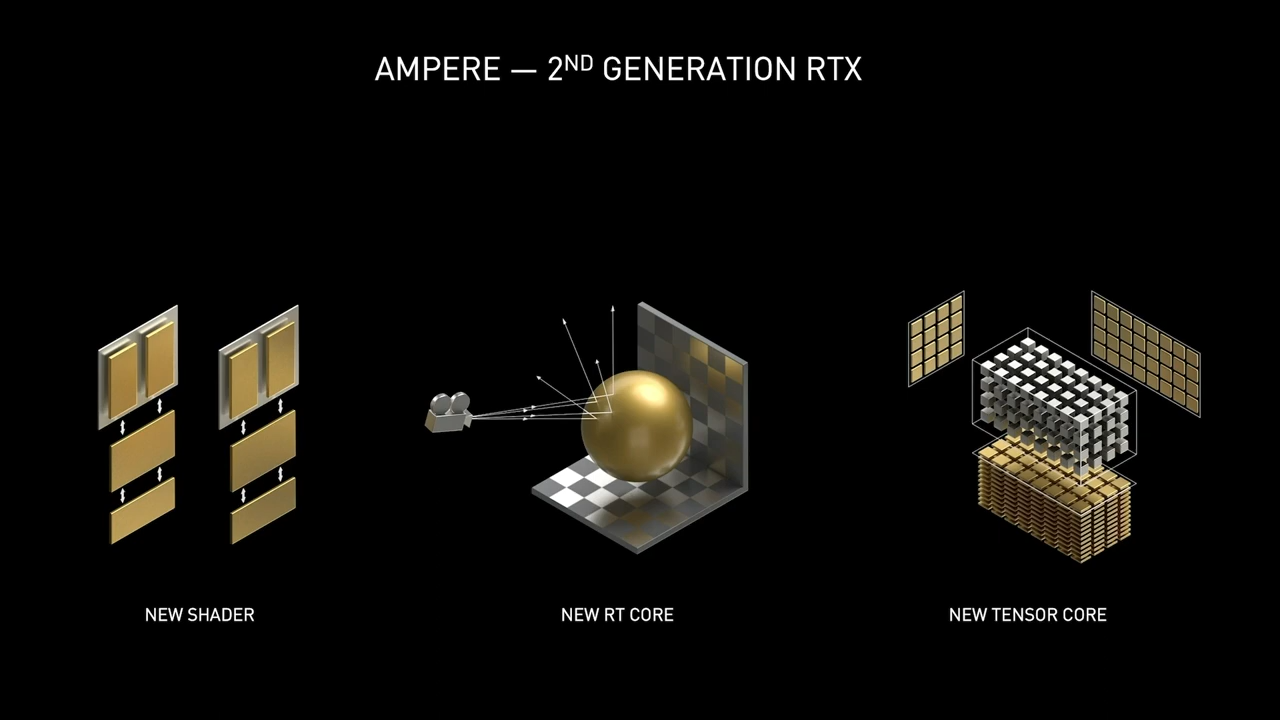 AMPERE — 2ND GENERATION RTX
NEW SHADER
NEW RT CORE
NEW TENSOR CORE